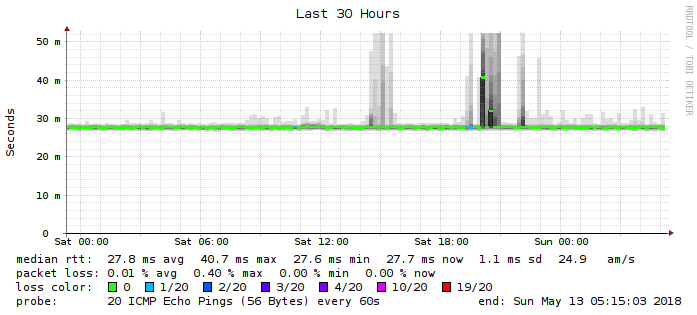 Last 30 Hours
RRDTOOL / TOBI OETIKER
Seconds
50 m
40 m
30 m
20 m
10 m
0
Sat 00:00 Sat 06:00 Sat 12:00 Sat 18:00 Sun 00:00
median rtt: 27.8 ms avg 40.7 ms max 27.6 ms min 27.7 ms now 1.1 ms sd 24.9 am/s
packet loss: 0.01 % avg 0.40 % max 0.00 % min 0.00 % now
loss color: 0 1/20 2/20 3/20 4/20 10/20 19/20
probe: 20 ICMP Echo Pings (56 Bytes) every 60s end: Sun May 13 05:15:03 2018